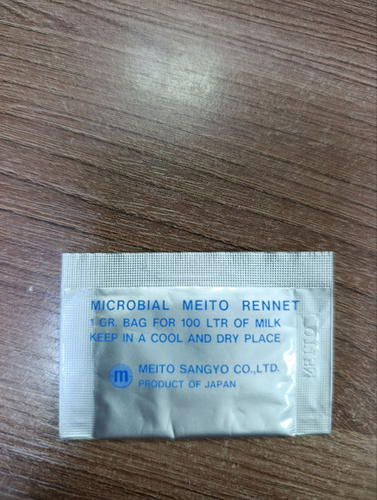 MICROBIAL MEITO RENNET
1 GR. BAG FOR 100 LTR OF MILK
KEEP IN A COOL AND DRY PLACE
m MEITO SANGYO CO.,LTD.
PRODUCT OF JAPAN